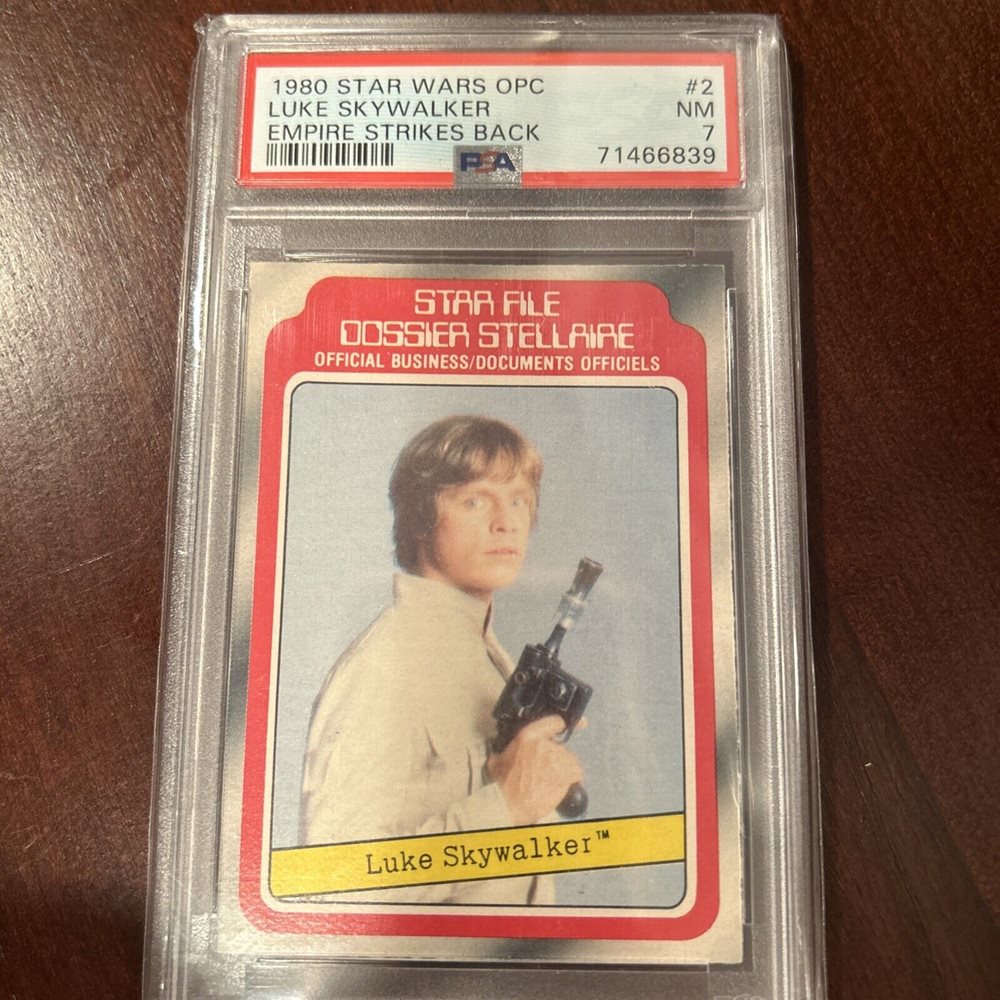 1980 STAR WARS OPC #2
LUKE SKYWALKER NM
EMPIRE STRIKES BACK 7
PSA 71466839
STAR FILE
DOSSIER STELLAIRE
OFFICIAL BUSINESS/DOCUMENTS OFFICIELS
Luke Skywalker™